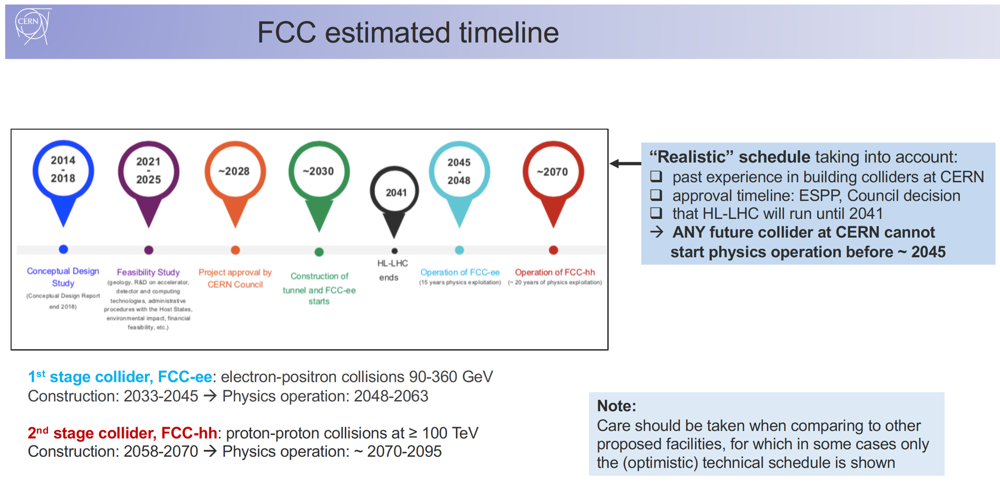 CERN
FCC estimated timeline
2014
-
2018
2021
-
2025
~2028
~2030
2041
2045
-
2048
~2070
Conceptual Design
Study
(Conceptual Design Report
end 2018)
Feasibility Study
(geology, R&D on accelerator,
detector and computing
technologies, administrative
procedures with the Host States,
environmental impact, financial
feasibility, etc.)
Project approval by
CERN Council
Construction of
tunnel and FCC-ee
starts
HL-LHC
ends
Operation of FCC-ee
(15 years physics exploitation)
Operation of FCC-hh
(~ 20 years of physics exploitation)
“Realistic” schedule taking into account:
❑ past experience in building colliders at CERN
❑ approval timeline: ESPP, Council decision
❑ that HL-LHC will run until 2041
→ ANY future collider at CERN cannot
start physics operation before ~ 2045
1st stage collider, FCC-ee: electron-positron collisions 90-360 GeV
Construction: 2033-2045 → Physics operation: 2048-2063
2nd stage collider, FCC-hh: proton-proton collisions at ≥ 100 TeV
Construction: 2058-2070 → Physics operation: ~ 2070-2095
Note:
Care should be taken when comparing to other
proposed facilities, for which in some cases only
the (optimistic) technical schedule is shown